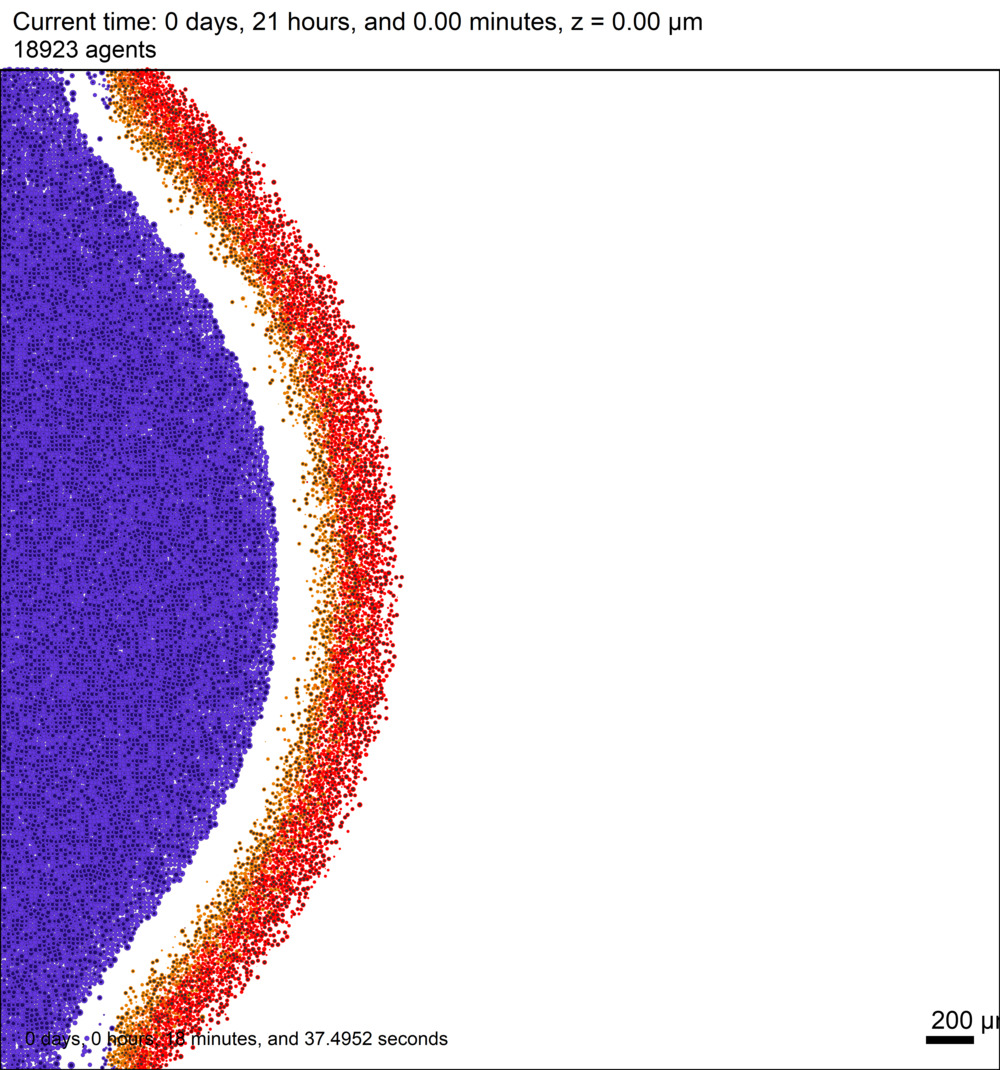 Current time: 0 days, 21 hours, and 0.00 minutes, z = 0.00 µm
18923 agents
200 µm
0 days, 0 hours, 18 minutes, and 37.4952 seconds